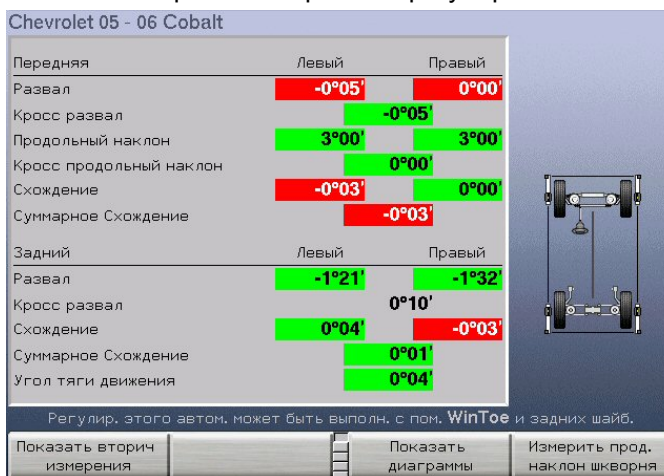 Chevrolet 05 - 06 Cobalt
Передняя Левый Правый
Развал -0°05' 0°00'
Кросс развал -0°05'
Продольный наклон 3°00' 3°00'
Кросс продольный наклон 0°00'
Схождение -0°03' 0°00'
Суммарное Схождение -0°03'
Задний Левый Правый
Развал -1°21' -1°32'
Кросс развал 0°10'
Схождение 0°04' -0°03'
Суммарное Схождение 0°01'
Угол тяги движения 0°04'
Регулир. этого автом. может быть выполн. с пом. WinToe и задних шайб.
Показать вторич Показать Измерить прод.
измерения диаграммы наклон шкворня